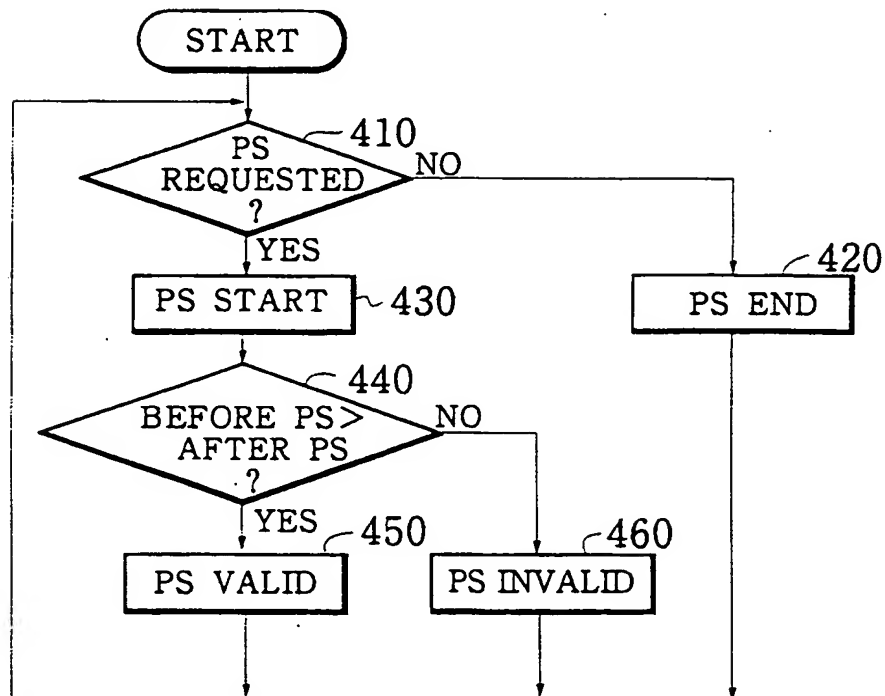 START
410
PS
REQUESTED
?
NO
YES
420
PS START
430
PS END
440
BEFORE PS>
AFTER PS
?
NO
YES
450
460
PS VALID
PS INVALID